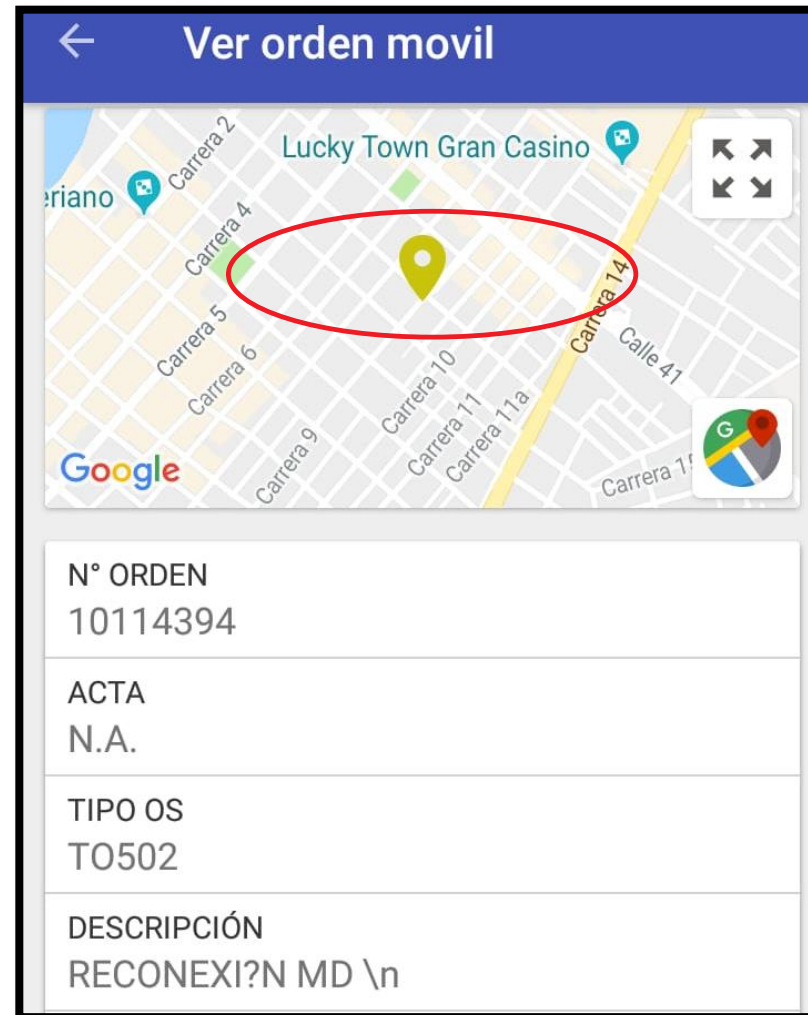 Ver orden movil
Carrera 2
Lucky Town Gran Casino
eriano
Carrera 4
Carrera 14
Carrera 5
Calle 41
Carrera 6
Carrera 10
Carrera 11
Carrera 11a
Carrera 9
G
Google
N° ORDEN
10114394
ACTA
N.A.
TIPO OS
TO502
DESCRIPCIÓN
RECONEXI?N MD \n